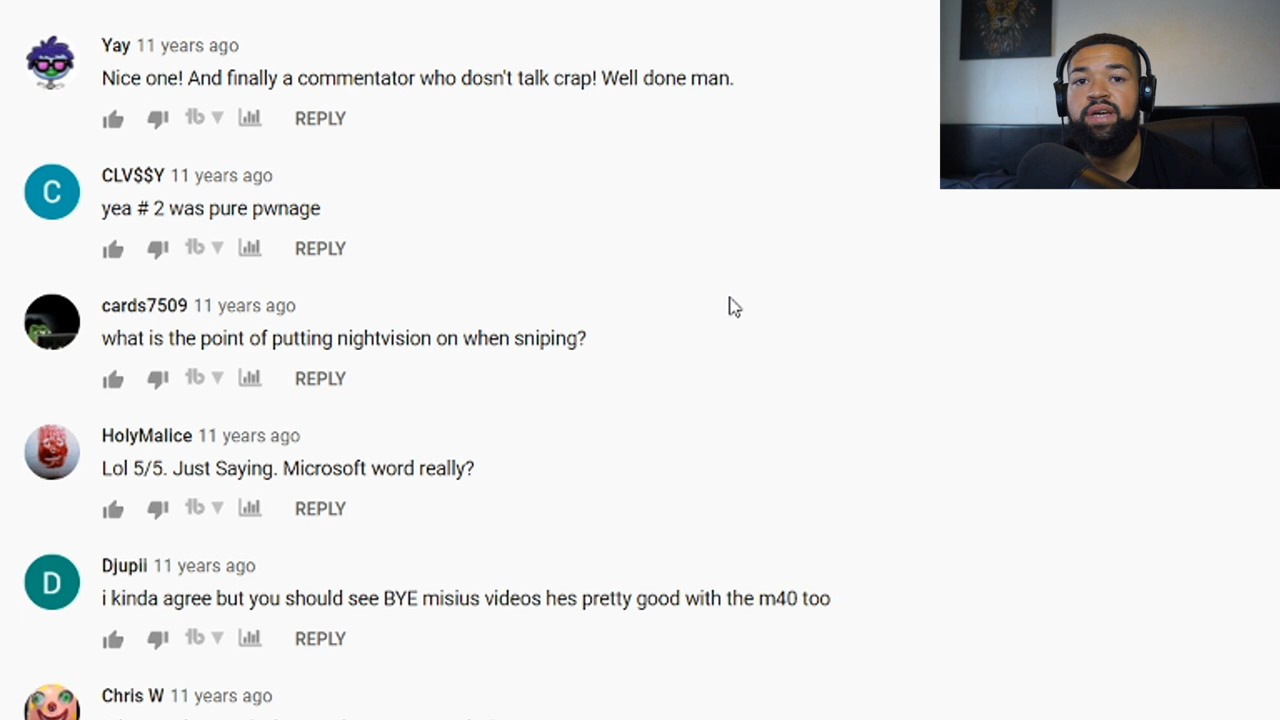 Yay 11 years ago
Nice one! And finally a commentator who dosn't talk crap! Well done man.
REPLY
C
CLV$$Y 11 years ago
yea # 2 was pure pwnage
REPLY
cards7509 11 years ago
what is the point of putting nightvision on when sniping?
REPLY
HolyMalice 11 years ago
Lol 5/5. Just Saying. Microsoft word really?
REPLY
D
Djupii 11 years ago
i kinda agree but you should see BYE misius videos hes pretty good with the m40 too
REPLY
Chris W 11 years ago